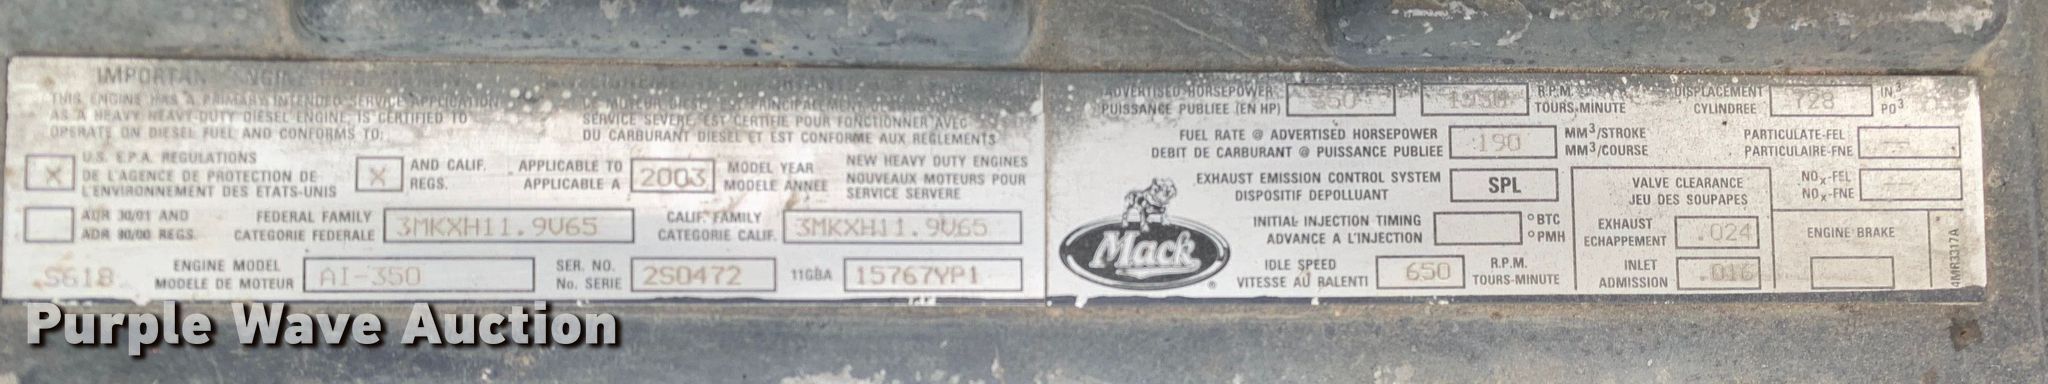 IMPORTAN
THIS ENGINE HAS A PRIMARY INTENDED SERVICE APPLICATION
AS A HEAVY HEAVY-DUTY DIESEL ENGINE, IS CERTIFIED TO
OPERATE ON DIESEL FUEL AND CONFORMS TO:
SERVICE SEVERE, EST CERTIFIE POUR FONCTIONNER AVEC
DU CARBURANT DIESEL ET EST CONFORME AUX REGLEMENTS
X U.S. E.P.A. REGULATIONS
DE L'AGENCE DE PROTECTION DE
L'ENVIRONNEMENT DES ETATS-UNIS
X AND CALIF.
REGS.
APPLICABLE TO
APPLICABLE A
2003
MODEL YEAR
MODELE ANNEE
NEW HEAVY DUTY ENGINES
NOUVEAUX MOTEURS POUR
SERVICE SERVERE
ADR 30/01 AND
ADR 80/00 REGS.
FEDERAL FAMILY
CATEGORIE FEDERALE
3MKXH11.9V65
CALIF. FAMILY
CATEGORIE CALIF.
3MKXH11.9V65
S618
ENGINE MODEL
MODELE DE MOTEUR
AI-350
SER. NO.
No. SERIE
2S0472
11GBA
15767YP1
ADVERTISED HORSEPOWER
PUISSANCE PUBLIEE (EN HP)
350
1950
R.P.M.
TOURS-MINUTE
DISPLACEMENT
CYLINDREE
728
IN3
PO3
FUEL RATE @ ADVERTISED HORSEPOWER
DEBIT DE CARBURANT @ PUISSANCE PUBLIEE
190
MM3/STROKE
MM3/COURSE
PARTICULATE-FEL
PARTICULAIRE-FNE
EXHAUST EMISSION CONTROL SYSTEM
DISPOSITIF DEPOLLUANT
SPL
NOx-FEL
NOx-FNE
INITIAL INJECTION TIMING
ADVANCE A L'INJECTION
°BTC
°PMH
IDLE SPEED
VITESSE AU RALENTI
650
R.P.M.
TOURS-MINUTE
VALVE CLEARANCE
JEU DES SOUPAPES
EXHAUST
ECHAPPEMENT
.024
INLET
ADMISSION
.016
ENGINE BRAKE
4MR3317A
Mack
®
Purple Wave Auction